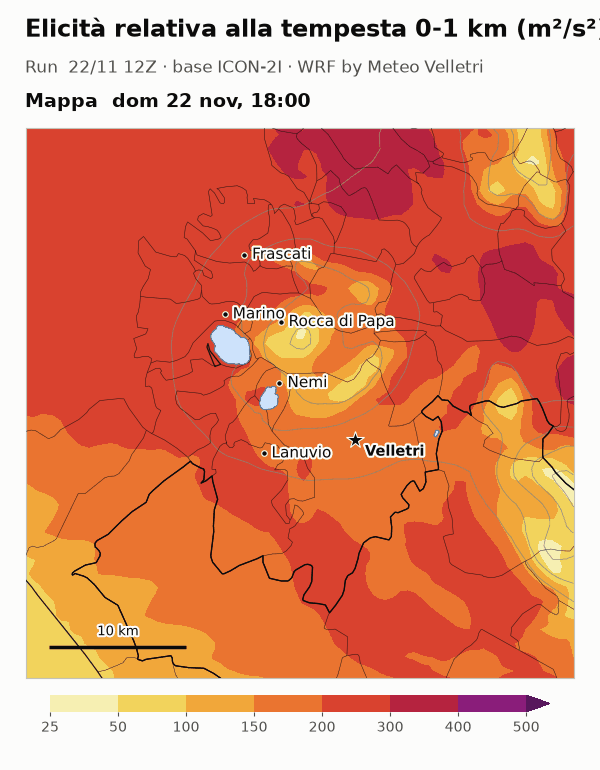 Elicità relativa alla tempesta 0-1 km (m²/s²)
Run 22/11 12Z · base ICON-2I · WRF by Meteo Velletri
Mappa dom 22 nov, 18:00
Frascati
Marino
Rocca di Papa
Nemi
Velletri
Lanuvio
10 km
25 50 100 150 200 300 400 500